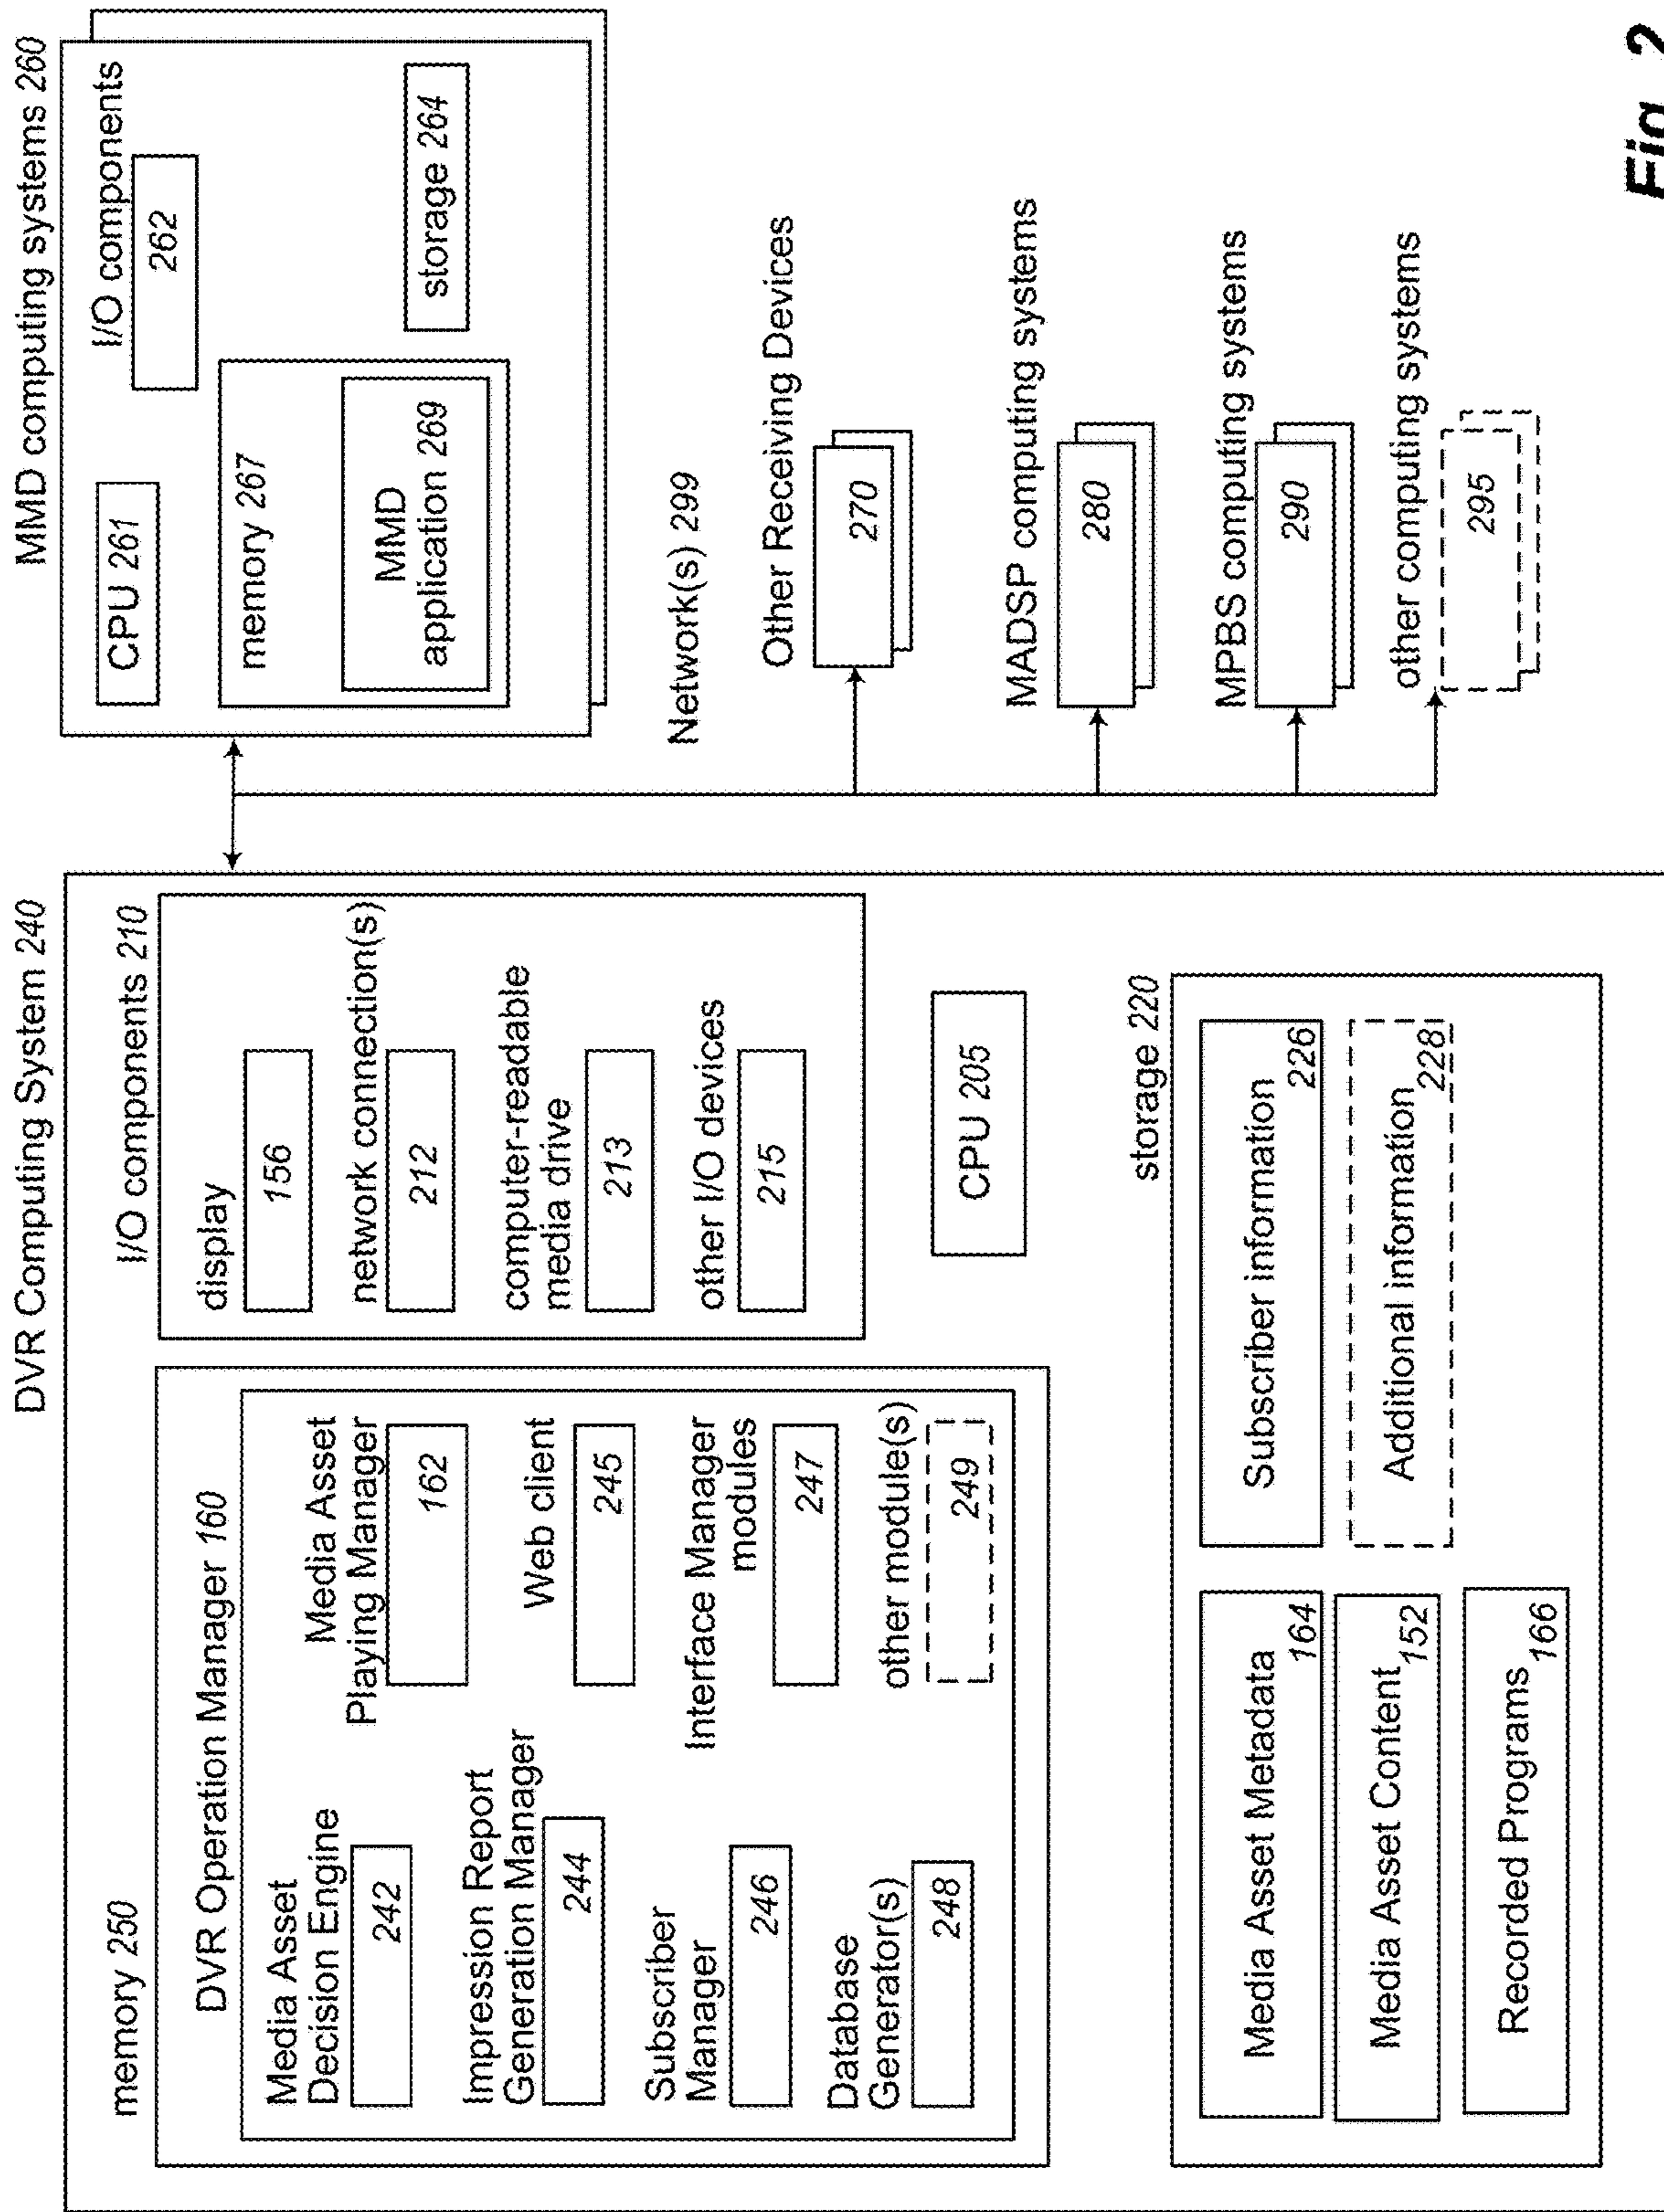 DVR Computing System 240
memory 250
DVR Operation Manager 160
Media Asset
Decision Engine
242
Media Asset
Playing Manager
162
Impression Report
Generation Manager
244
Web client
245
Subscriber
Manager
246
Interface Manager
modules
247
Database
Generator(s)
248
other module(s)
249
I/O components 210
display
156
network connection(s)
212
computer-readable
media drive
213
other I/O devices
215
CPU 205
storage 220
Media Asset Metadata
164
Media Asset Content
152
Recorded Programs
166
Subscriber information
226
Additional information
228
MMD computing systems 260
CPU 261
I/O components
262
memory 267
MMD
application 269
storage 264
Network(s) 299
Other Receiving Devices
270
MADSP computing systems
280
MPBS computing systems
290
other computing systems
295
Fig. 2